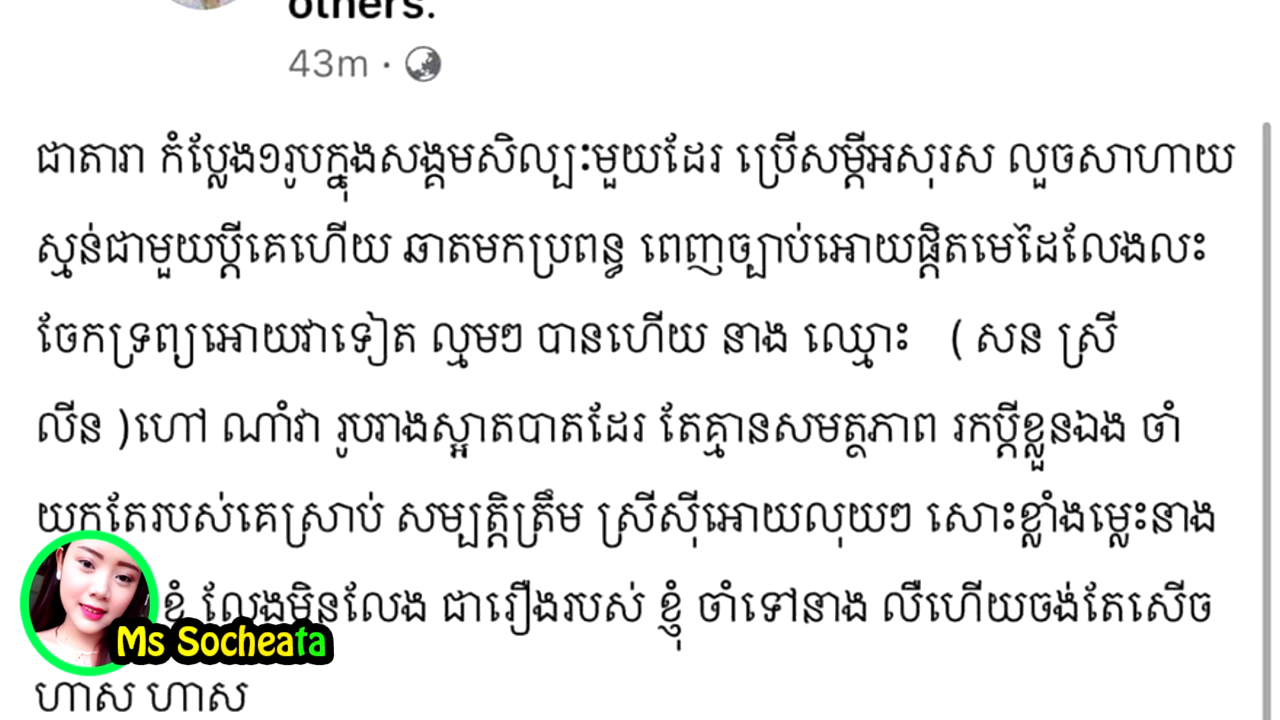 others.
43m ·
ជាតារា កំប្លែង១រូបក្នុងសង្គមសិល្បៈមួយដែរ ប្រើសម្ដីអសុរស លួចសាហាយ
ស្មន់ជាមួយប្ដីគេហើយ ឆាតមកប្រពន្ធ ពេញច្បាប់អោយផ្ដិតមេដៃលែងលះ
ចែកទ្រព្យអោយវាទៀត ល្មមៗ បានហើយ នាង ឈ្មោះ ( សន ស្រី
លីន )ហៅ ណាំវា រូបរាងស្អាតបាតដែរ តែគ្មានសមត្ថភាព រកប្ដីខ្លួនឯង ចាំ
យកតែរបស់គេស្រាប់ សម្បត្តិត្រឹម ស្រីស៊ីអោយលុយៗ សោះខ្លាំងម្លេះនាង
ខ្ញុំ លែងមិនលែង ជារឿងរបស់ ខ្ញុំ ចាំទៅនាង លឺហើយចង់តែសើច
ហាស ហាស
Ms Socheata